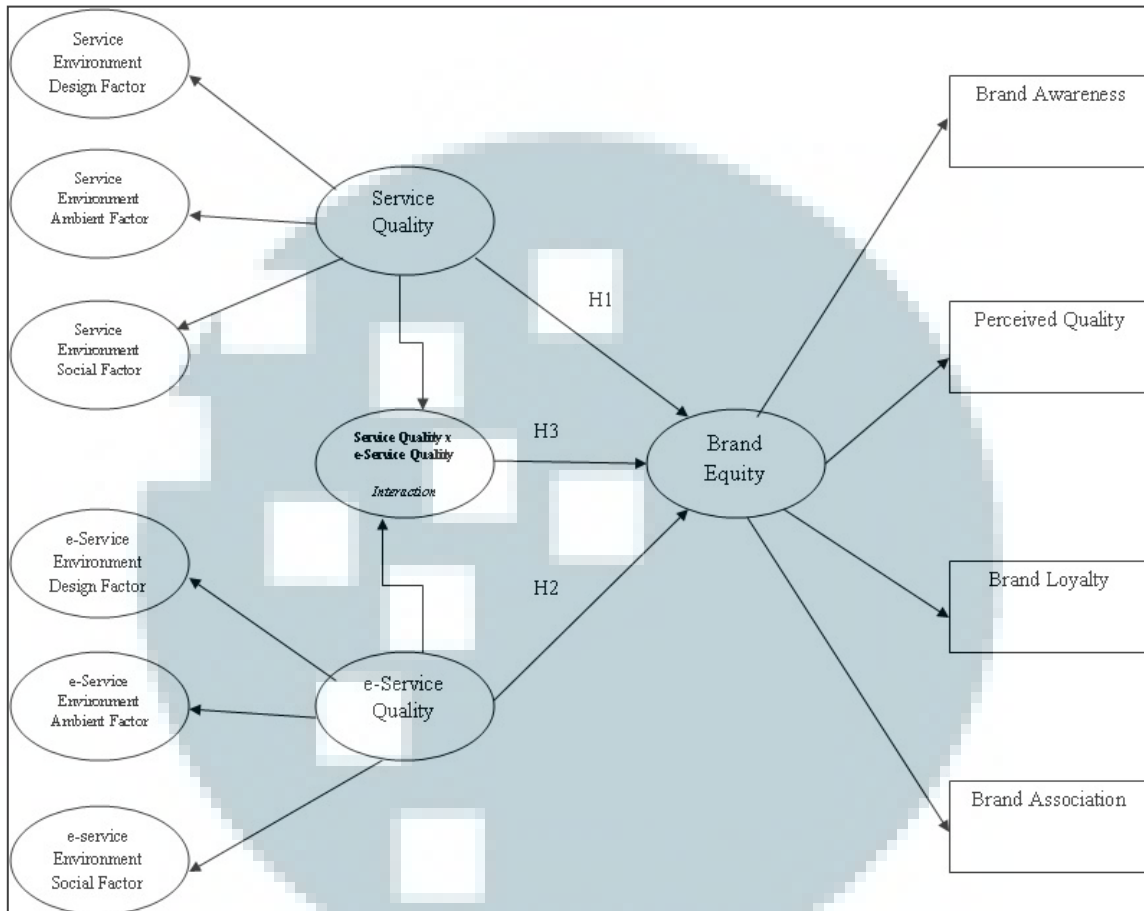 Service
Environment
Design Factor
Service
Environment
Ambient Factor
Service
Environment
Social Factor
Service
Quality
H1
Service Quality x
e-Service Quality
Interaction
H3
H2
Brand
Equity
e-Service
Environment
Design Factor
e-Service
Environment
Ambient Factor
e-service
Environment
Social Factor
e-Service
Quality
Brand Awareness
Perceived Quality
Brand Loyalty
Brand Association